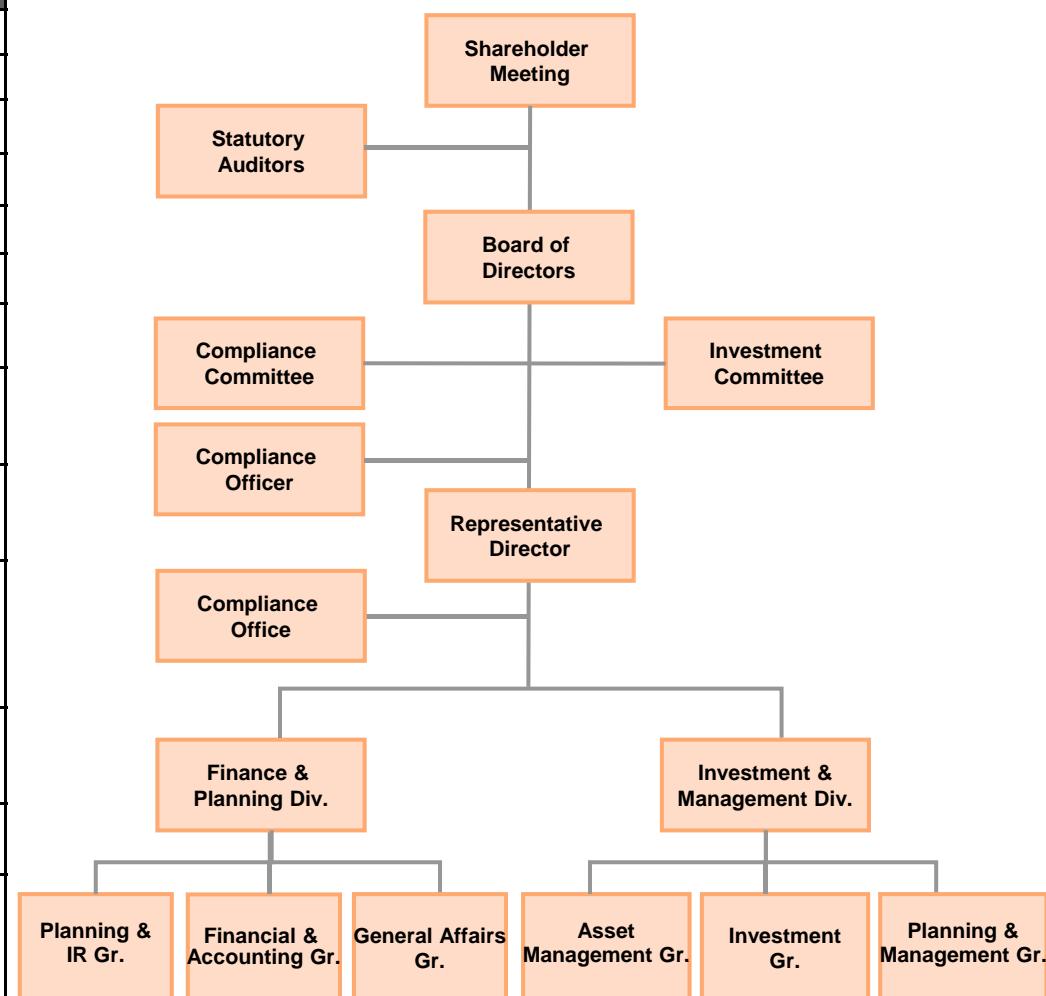 Shareholder
Meeting
Statutory
Auditors
Board of
Directors
Compliance
Committee
Investment
Committee
Compliance
Officer
Representative
Director
Compliance
Office
Finance &
Planning Div.
Investment &
Management Div.
Planning &
IR Gr.
Financial &
Accounting Gr.
General Affairs
Gr.
Asset
Management Gr.
Investment
Gr.
Planning &
Management Gr.